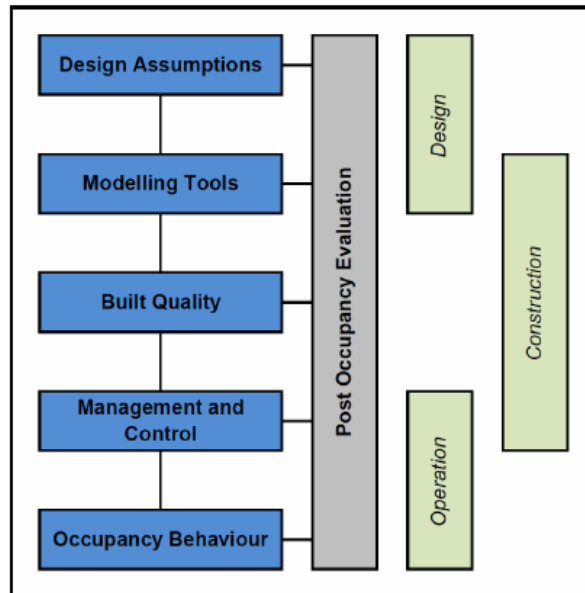 Design Assumptions
Modelling Tools
Built Quality
Management and
Control
Occupancy Behaviour
Post Occupancy Evaluation
Design
Construction
Operation